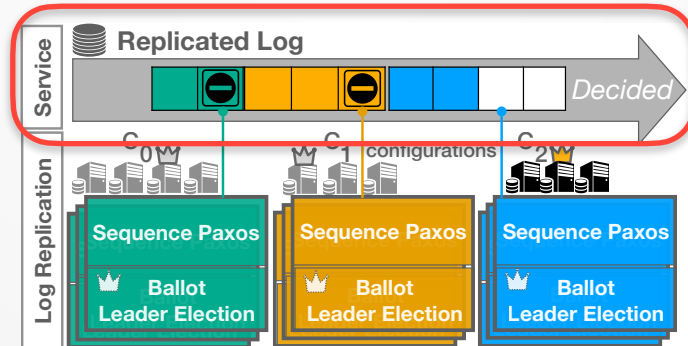 Service
Replicated Log
Decided
Log Replication
C0
C1
configurations
C2
Sequence Paxos
Ballot
Leader Election
Sequence Paxos
Ballot
Leader Election
Sequence Paxos
Ballot
Leader Election